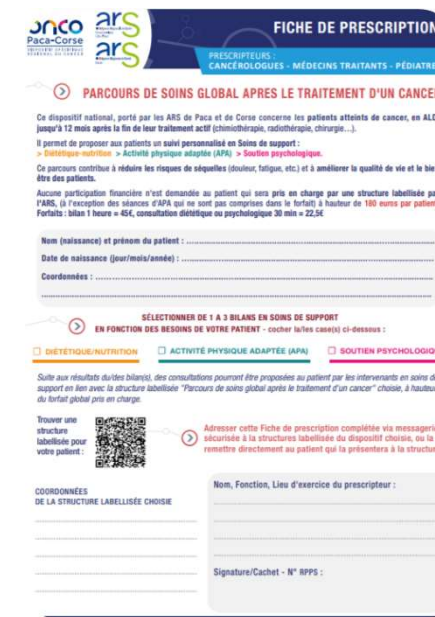 onco
Paca-Corse
ars
ars
FICHE DE PRESCRIPTION
PRESCRIPTEURS :
CANCÉROLOGUES - MÉDECINS TRAITANTS - PÉDIATRE
PARCOURS DE SOINS GLOBAL APRES LE TRAITEMENT D'UN CANCE
Ce dispositif national, porté par les ARS de Paca et de Corse concerne les patients atteints de cancer, en ALD
jusqu'à 12 mois après la fin de leur traitement actif (chimiothérapie, radiothérapie, chirurgie…).
Il permet de proposer aux patients un suivi personnalisé en Soins de support :
> Diététique-nutrition > Activité physique adaptée (APA) > Soutien psychologique.
Ce parcours contribue à réduire les risques de séquelles (douleur, fatigue, etc.) et à améliorer la qualité de vie et le bien
être des patients.
Aucune participation financière n'est demandée au patient qui sera pris en charge par une structure labellisée pa
l'ARS, (à l'exception des séances d'APA qui ne sont pas comprises dans le forfait) à hauteur de 180 euros par patient
Forfaits : bilan 1 heure = 45€, consultation diététique ou psychologique 30 min = 22,5€
Nom (naissance) et prénom du patient :
Date de naissance (jour/mois/année) :
Coordonnées :
SÉLECTIONNER DE 1 A 3 BILANS EN SOINS DE SUPPORT
EN FONCTION DES BESOINS DE VOTRE PATIENT - cocher la/les case(s) ci-dessous :
DIÉTÉTIQUE/NUTRITION ACTIVITÉ PHYSIQUE ADAPTÉE (APA) SOUTIEN PSYCHOLOGIQU
Suite aux résultats du/des bilan(s), des consultations pourront être proposées au patient par les intervenants en soins de
support en lien avec la structure labellisée "Parcours de soins global après le traitement d'un cancer" choisie, à hauteu
du forfait global pris en charge.
Trouver une
structure
labellisée pour
votre patient :
Adresser cette Fiche de prescription complétée via messageri
sécurisée à la structures labellisée du dispositif choisie, ou la
remettre directement au patient qui la présentera à la structur
COORDONNÉES
DE LA STRUCTURE LABELLISÉE CHOISIE
Nom, Fonction, Lieu d'exercice du prescripteur :
Signature/Cachet - N° RPPS :